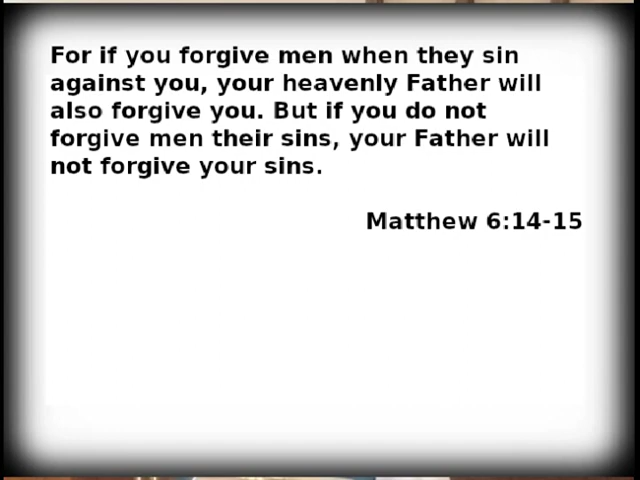 For if you forgive men when they sin
against you, your heavenly Father will
also forgive you. But if you do not
forgive men their sins, your Father will
not forgive your sins.
Matthew 6:14-15